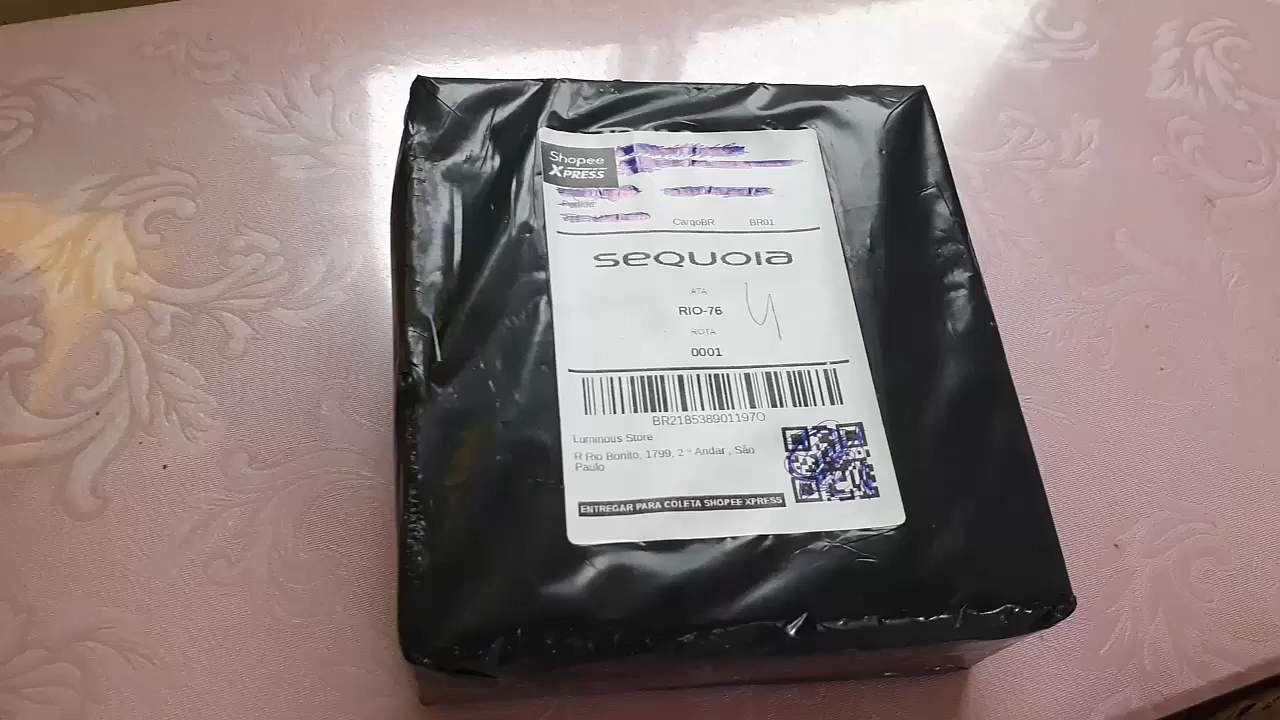 Shopee
XPRESS
Pedido:
CargoBR BR01
sequoia
ATA
RIO-76
ROTA
0001
BR218538901197O
Luminous Store
R Rio Bonito, 1799, 2 º Andar , São
Paulo
ENTREGAR PARA COLETA SHOPEE XPRESS